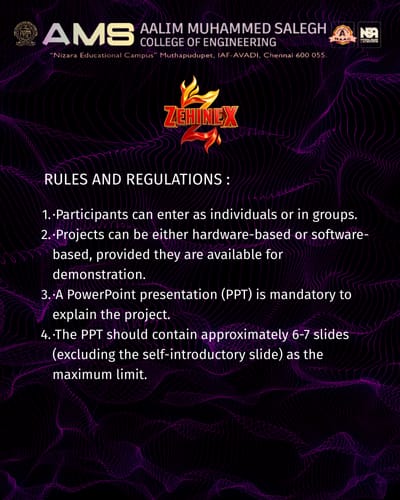 AMS AALIM MUHAMMED SALEGH
COLLEGE OF ENGINEERING
"Nizara Educational Campus" Muthapudupet, IAF-AVADI, Chennai 600 055.
ZEHINEX
RULES AND REGULATIONS :
1.·Participants can enter as individuals or in groups.
2.·Projects can be either hardware-based or software-
based, provided they are available for
demonstration.
3.·A PowerPoint presentation (PPT) is mandatory to
explain the project.
4.·The PPT should contain approximately 6-7 slides
(excluding the self-introductory slide) as the
maximum limit.